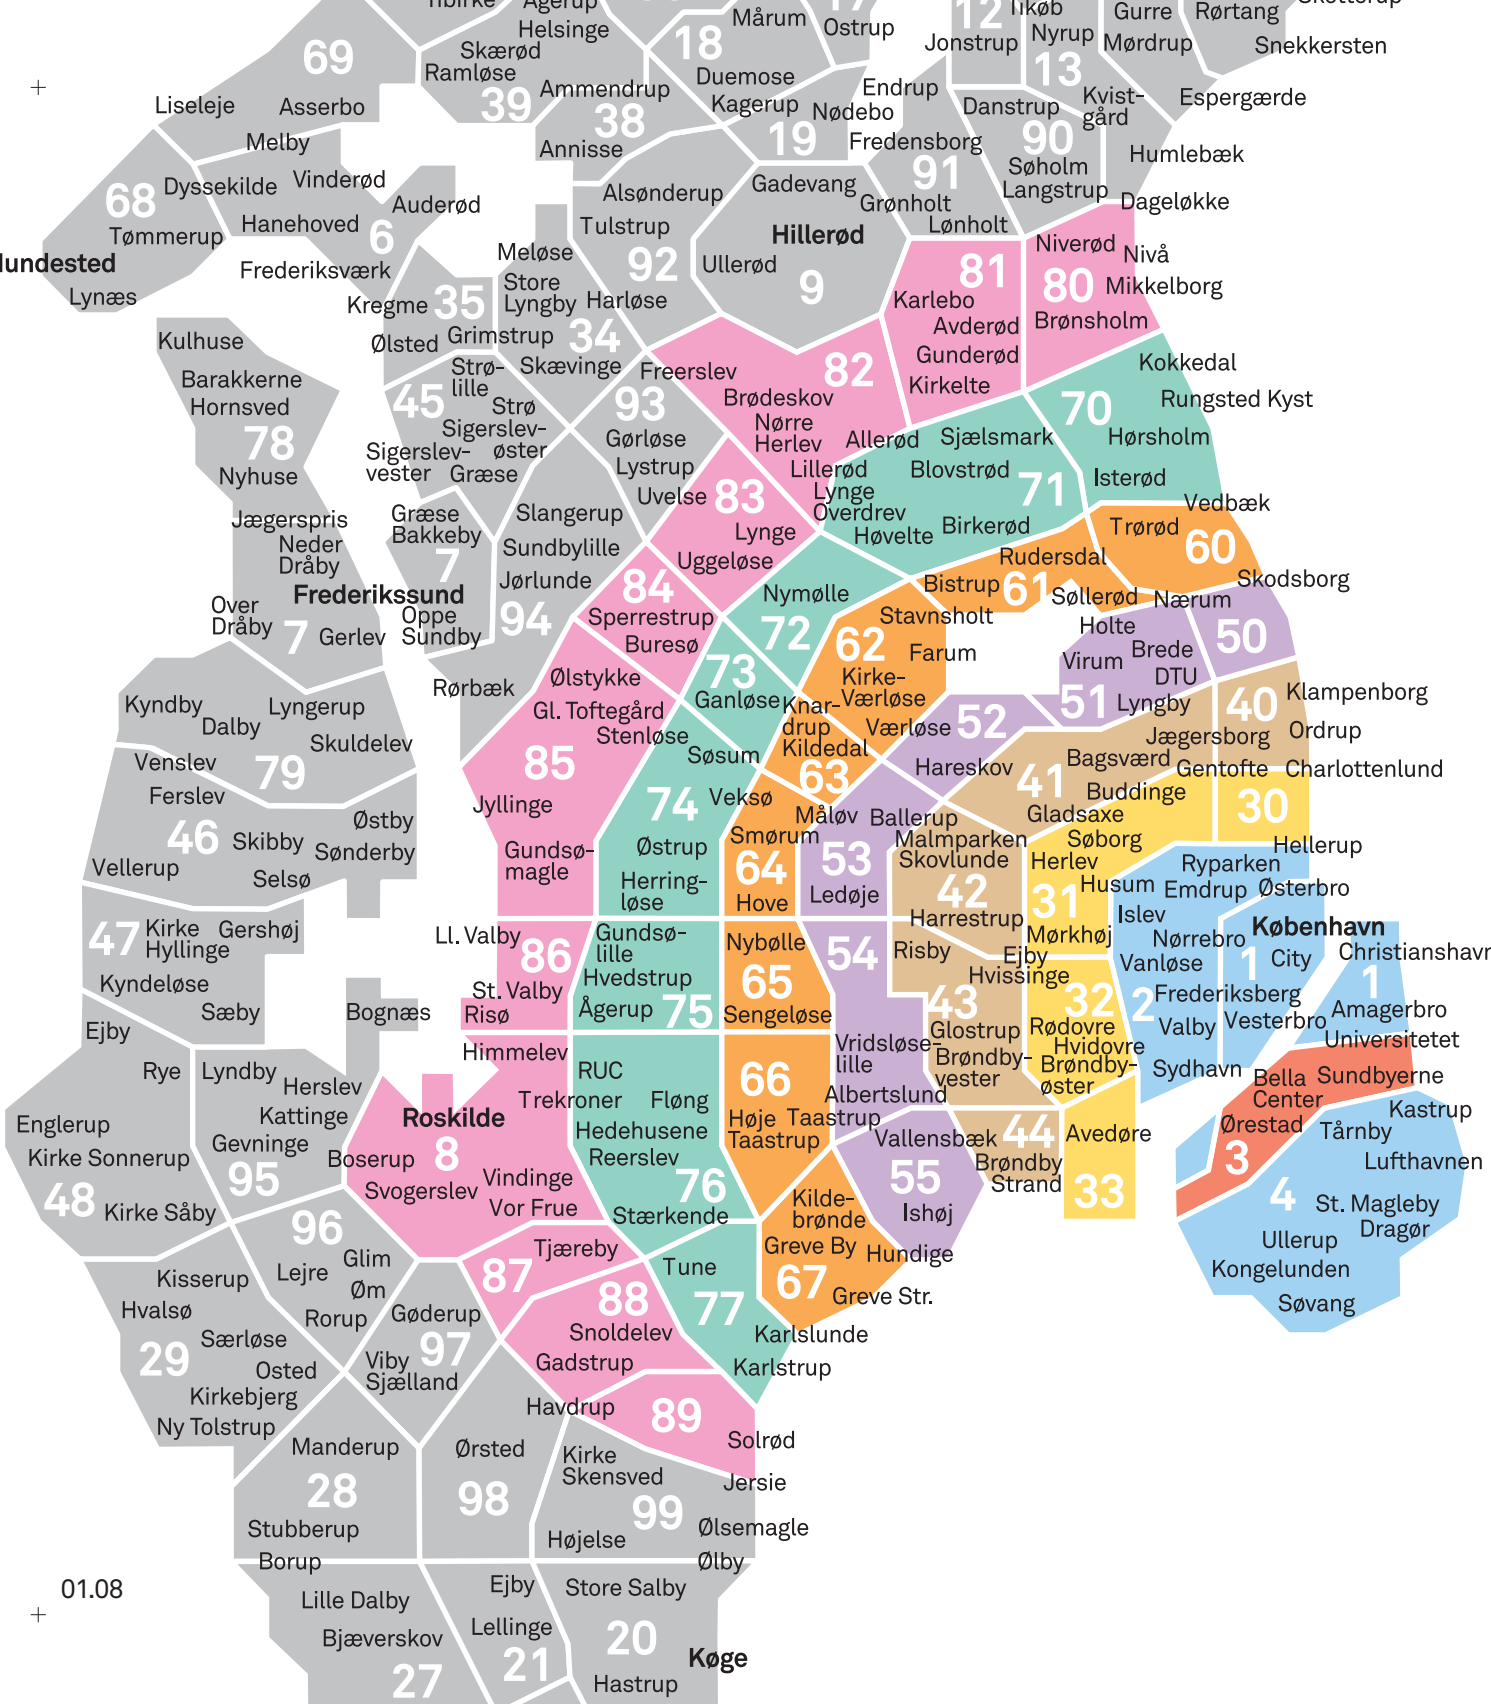 Mårum
Ostrup
12
Tikøb
Gurre
Rørtang
Helsinge
18
Jonstrup
Nyrup
Mørdrup
Snekkersten
69
Skærød
Ramløse
Duemose
13
Ammendrup
39
Kagerup
Nødebo
Endrup
Danstrup
Kvist-
gård
Espergærde
Liseleje
Asserbo
38
19
Fredensborg
90
Melby
Annisse
Søholm
Humlebæk
68
Dyssekilde
Vinderød
Alsønderup
Gadevang
91
Langstrup
Auderød
Grønholt
Dageløkke
Tømmerup
Hanehoved
6
Tulstrup
Hillerød
Lønholt
Niverød
Nivå
Frederiksværk
Meløse
92
Ullerød
9
81
80
Mikkelborg
Lynæs
Kregme
35
Store
Lyngby
Harløse
Karlebo
Brønsholm
Kulhuse
Ølsted
Grimstrup
34
Avderød
Gunderød
Kokkedal
Barakkerne
Strø-
lille
Skævinge
Freerslev
82
Kirkelte
Rungsted Kyst
Hornsved
45
Strø
93
Brødeskov
70
78
Sigerslev-
øster
Gørløse
Nørre
Herlev
Allerød
Sjælsmark
Hørsholm
Nyhuse
Sigerslev-
vester
Græse
Lystrup
Lillerød
Blovstrød
71
Isterød
Jægerspris
Uvelse
83
Lynge
Overdrev
Vedbæk
Neder
Dråby
Græse
Bakkeby
Slangerup
Lynge
Høvelte
Birkerød
Trørød
60
Frederikssund
7
Sundbylille
Uggeløse
Rudersdal
Over
Dråby
Jørlunde
84
Nymølle
Bistrup
61
Søllerød
Nærum
Skodsborg
7
Gerlev
Oppe
Sundby
94
Sperrestrup
72
Stavnsholt
Holte
50
Buresø
62
Farum
Virum
Brede
Rørbæk
Ølstykke
73
Kirke-
Værløse
DTU
Kyndby
Lyngerup
Ganløse
51
Lyngby
40
Klampenborg
Dalby
Gl. Toftegård
Knar-
drup
Værløse
52
Jægersborg
Ordrup
Skuldelev
Stenløse
Kildedal
Bagsværd
Venslev
79
85
Søsum
63
Hareskov
41
Gentofte
Charlottenlund
Ferslev
Jyllinge
74
Veksø
Buddinge
30
Østby
Måløv
Ballerup
Gladsaxe
46
Skibby
Smørum
Malmparken
Søborg
Hellerup
Sønderby
Gundsø-
magle
Østrup
53
Skovlunde
Herlev
Ryparken
Vellerup
Selsø
Herring-
løse
64
Ledøje
42
Husum
Emdrup
Østerbro
Hove
31
Islev
47
Kirke
Hyllinge
Gershøj
Ll. Valby
Gundsø-
lille
Nybølle
54
Harrestrup
Mørkhøj
Nørrebro
København
86
Hvedstrup
Risby
Ejby
Vanløse
1
City
Christianshavn
Kyndeløse
St. Valby
65
Hvissinge
1
Sæby
Bognæs
Risø
Ågerup
75
Sengeløse
43
32
2
Frederiksberg
Amagerbro
Ejby
Glostrup
Rødovre
Valby
Vesterbro
Universitetet
Himmelev
Vridsløse-
lille
Hvidovre
Rye
Lyndby
RUC
66
Brøndby-
vester
Brøndby-
øster
Sydhavn
Bella
Center
Sundbyerne
Herslev
Trekroner
Fløng
Albertslund
Kastrup
Englerup
Kattinge
Roskilde
Høje
Taastrup
Taastrup
Ørestad
Tårnby
Kirke Sonnerup
Gevninge
8
Hedehusene
Vallensbæk
44
Avedøre
3
Lufthavnen
Boserup
Reerslev
Brøndby
Strand
95
Vindinge
76
55
33
4
St. Magleby
48
Kirke Såby
Svogerslev
Vor Frue
Kilde-
brønde
Ishøj
Dragør
96
Stærkende
Ullerup
Glim
Tjæreby
Greve By
Hundige
Kisserup
Lejre
Øm
87
Tune
67
Kongelunden
Hvalsø
Rorup
Gøderup
88
77
Greve Str.
Søvang
Særløse
Snoldelev
Karlslunde
29
Osted
Viby
Sjælland
97
Gadstrup
Karlstrup
Kirkebjerg
Havdrup
89
Ny Tolstrup
Solrød
Manderup
Ørsted
Kirke
Skensved
Jersie
28
98
99
Stubberup
Højelse
Ølsemagle
Borup
Ølby
01.08
Lille Dalby
Ejby
Store Salby
Bjæverskov
Lellinge
20
Køge
27
21
Hastrup